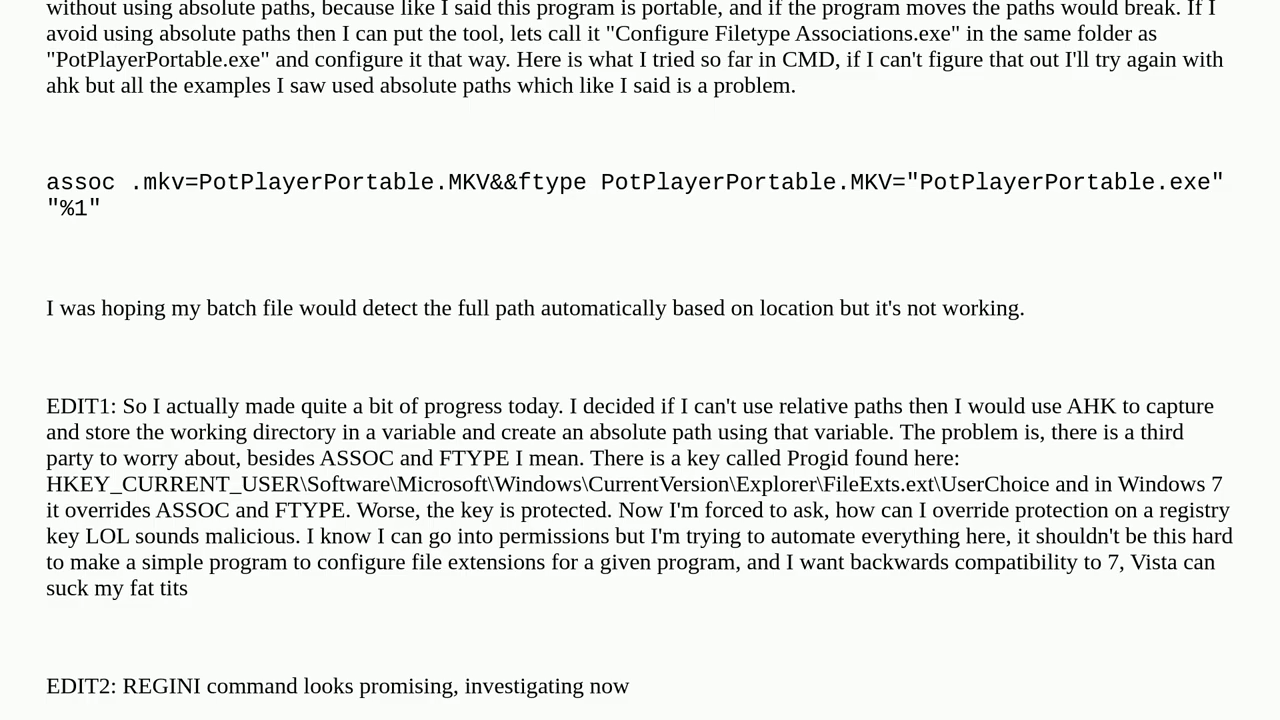 without using absolute paths, because like I said this program is portable, and if the program moves the paths would break. If I
avoid using absolute paths then I can put the tool, lets call it "Configure Filetype Associations.exe" in the same folder as
"PotPlayerPortable.exe" and configure it that way. Here is what I tried so far in CMD, if I can't figure that out I'll try again with
ahk but all the examples I saw used absolute paths which like I said is a problem.
assoc .mkv=PotPlayerPortable.MKV&&ftype PotPlayerPortable.MKV="PotPlayerPortable.exe"
"%1"
I was hoping my batch file would detect the full path automatically based on location but it's not working.
EDIT1: So I actually made quite a bit of progress today. I decided if I can't use relative paths then I would use AHK to capture
and store the working directory in a variable and create an absolute path using that variable. The problem is, there is a third
party to worry about, besides ASSOC and FTYPE I mean. There is a key called Progid found here:
HKEY_CURRENT_USER\Software\Microsoft\Windows\CurrentVersion\Explorer\FileExts.ext\UserChoice and in Windows 7
it overrides ASSOC and FTYPE. Worse, the key is protected. Now I'm forced to ask, how can I override protection on a registry
key LOL sounds malicious. I know I can go into permissions but I'm trying to automate everything here, it shouldn't be this hard
to make a simple program to configure file extensions for a given program, and I want backwards compatibility to 7, Vista can
suck my fat tits
EDIT2: REGINI command looks promising, investigating now